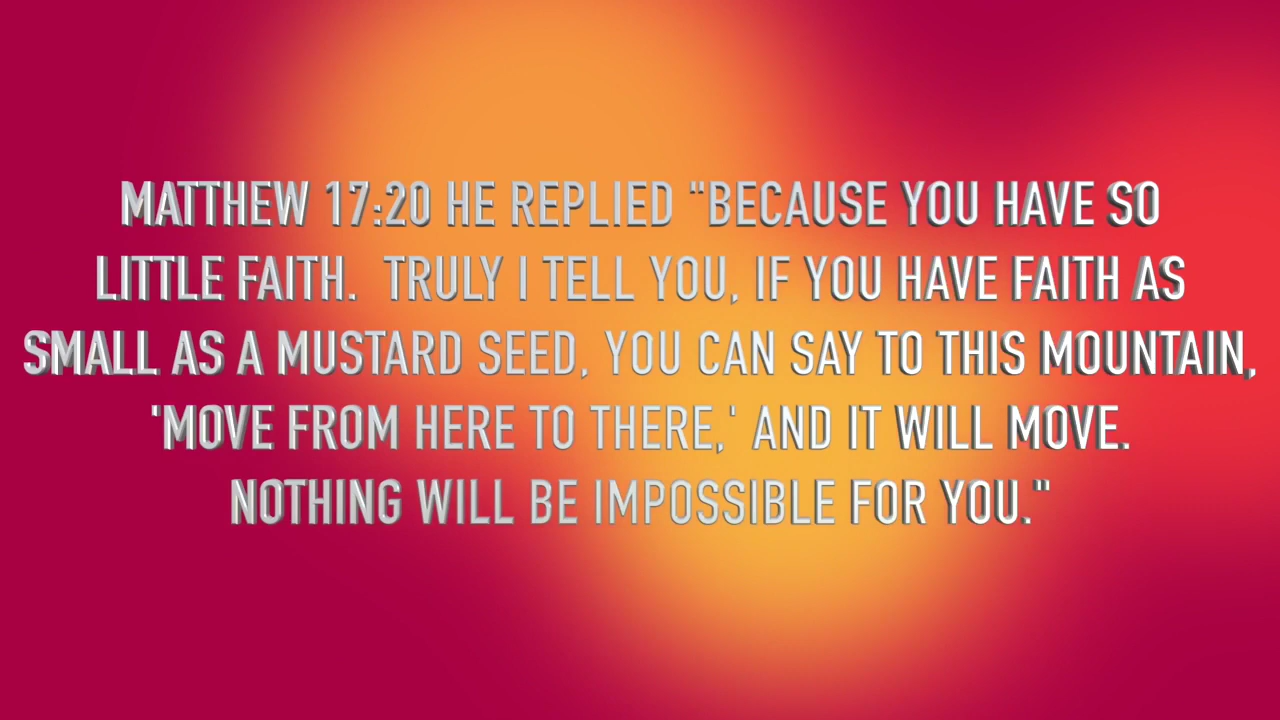 MATTHEW 17:20 HE REPLIED "BECAUSE YOU HAVE SO
LITTLE FAITH.  TRULY I TELL YOU, IF YOU HAVE FAITH AS
SMALL AS A MUSTARD SEED, YOU CAN SAY TO THIS MOUNTAIN,
'MOVE FROM HERE TO THERE,' AND IT WILL MOVE.
NOTHING WILL BE IMPOSSIBLE FOR YOU."